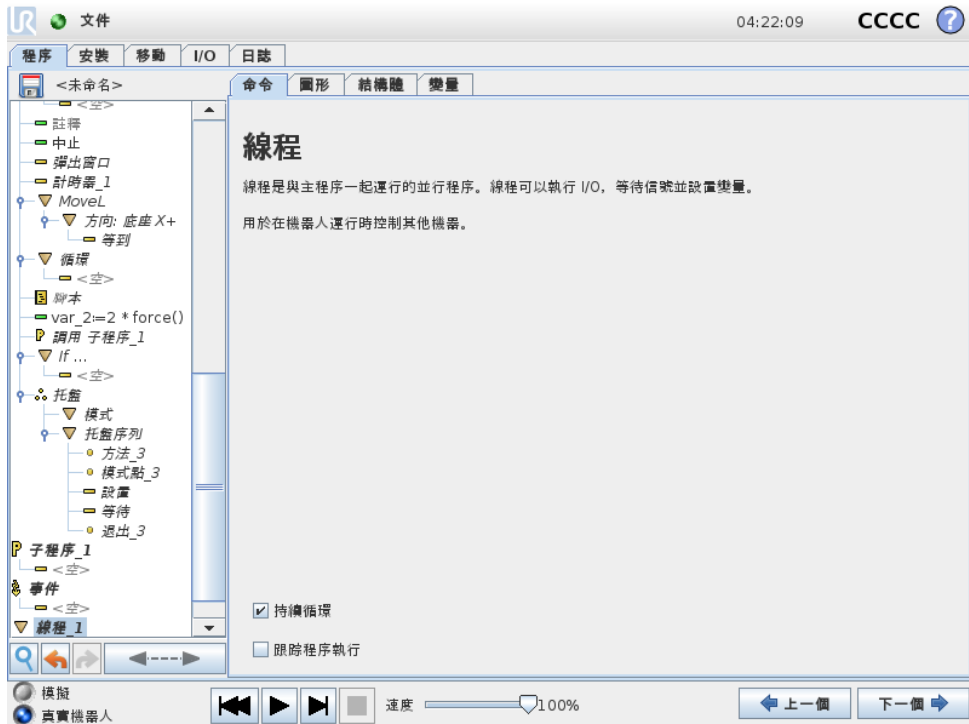 UR 文件 04:22:09 CCCC ?
程序 安裝 移動 I/O 日誌
<未命名>
命令 圖形 結構體 變量
<空>
註釋
中止
彈出窗口
計時器_1
MoveL
方向: 底座 X+
等到
循環
<空>
腳本
var_2:=2 * force()
P 調用 子程序_1
If ...
<空>
托盤
模式
托盤序列
方法_3
模式點_3
設置
等待
退出_3
P 子程序_1
<空>
事件
<空>
線程_1
線程
線程是與主程序一起運行的並行程序。線程可以執行 I/O，等待信號並設置變量。
用於在機器人運行時控制其他機器。
持續循環
跟踪程序執行
模擬
真實機器人
速度 100%
上一個 下一個